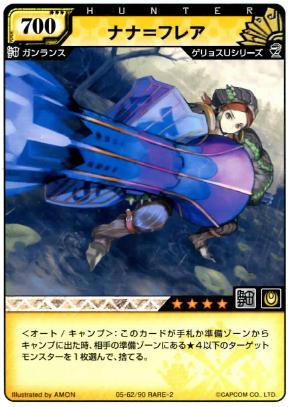 HUNTER
700
ナナ＝フレア
ガンランス
ゲリョスUシリーズ
＜オート / キャンプ＞：このカードが手札か準備ゾーンから
キャンプに出た時、相手の準備ゾーンにある★4以下のターゲット
モンスターを1枚選んで、捨てる。
Illustrated by AMON
05-62/90 RARE-2
©CAPCOM CO., LTD.